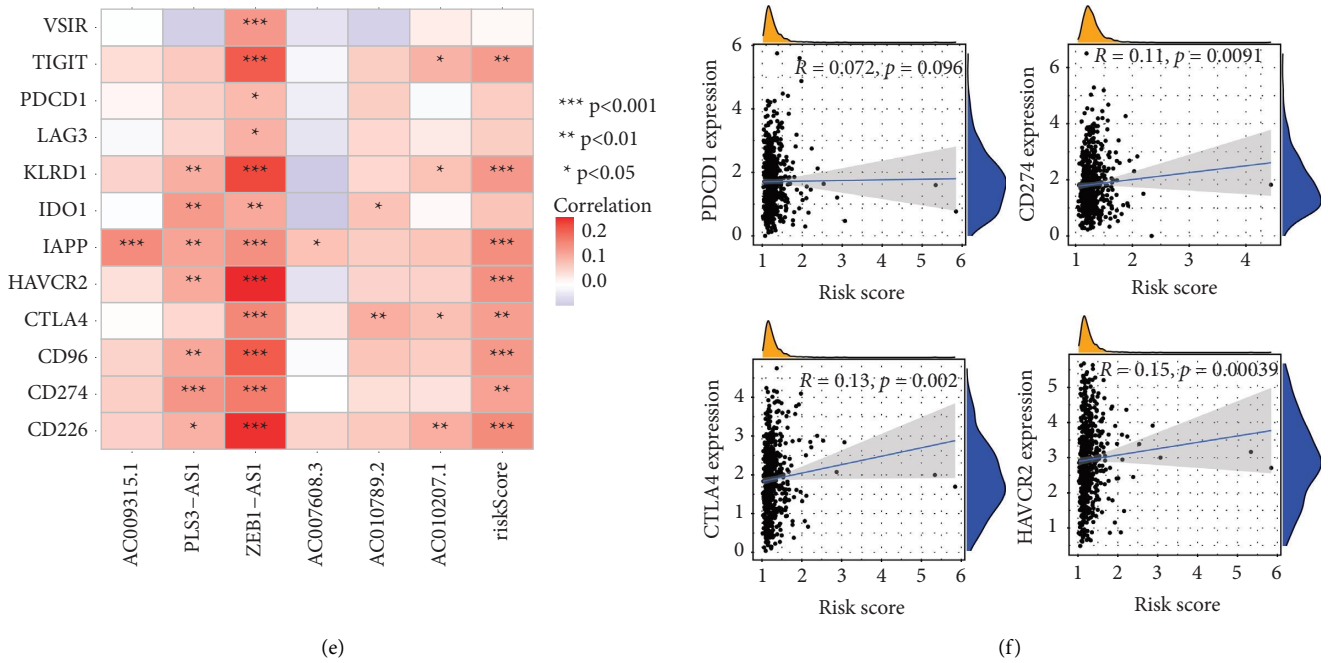 VSIR ***
TIGIT *** * **
PDCD1 *
LAG3 *
KLRD1 ** *** * ***
IDO1 ** ** *
IAPP *** ** *** * ***
HAVCR2 ** *** ***
CTLA4 *** ** * **
CD96 ** *** ***
CD274 *** *** **
CD226 * *** ** ***
AC009315.1
PLS3−AS1
ZEB1−AS1
AC007608.3
AC010789.2
AC010207.1
riskScore
*** p<0.001
** p<0.01
* p<0.05
Correlation
0.2
0.1
0.0
(e)
R = 0.072, p = 0.096
PDCD1 expression
6
4
2
0
1 2 3 4 5 6
Risk score
R = 0.11, p = 0.0091
CD274 expression
6
4
2
0
1 2 3 4
Risk score
R = 0.13, p = 0.002
CTLA4 expression
4
3
2
1
0
1 2 3 4 5 6
Risk score
R = 0.15, p = 0.00039
HAVCR2 expression
5
4
3
2
1
1 2 3 4 5 6
Risk score
(f)